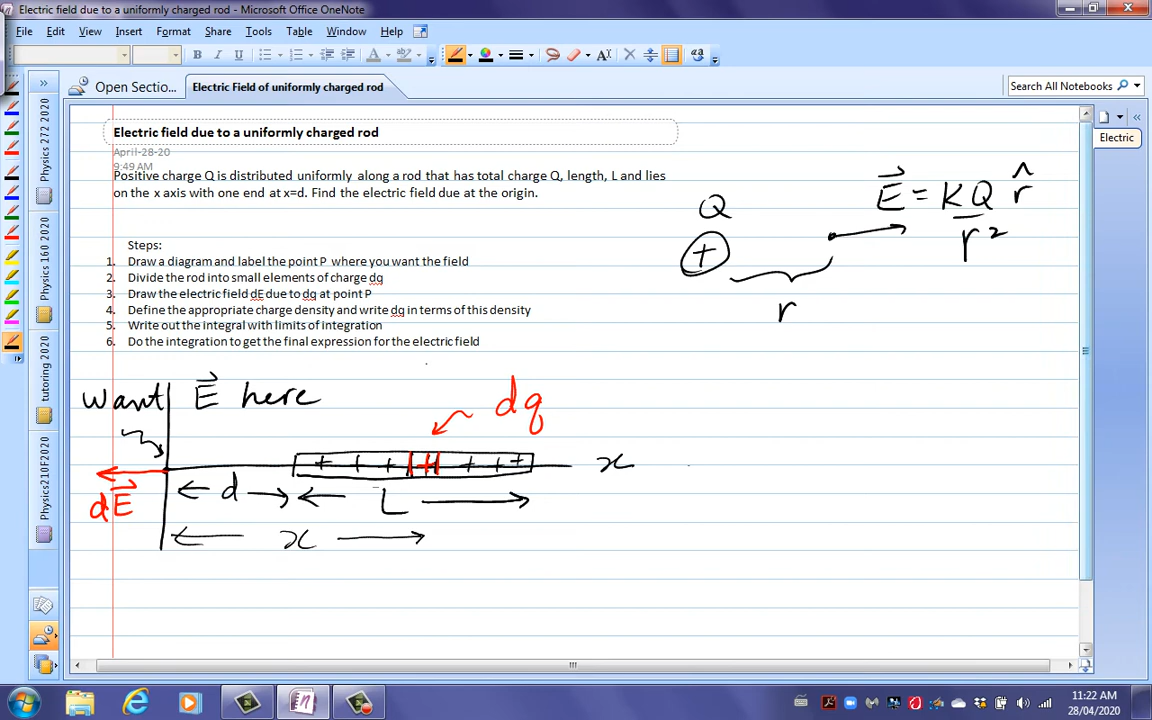 Electric field due to a uniformly charged rod - Microsoft Office OneNote
File Edit View Insert Format Share Tools Table Window Help
B I U A
Open Sectio... Electric Field of uniformly charged rod Search All Notebooks
Electric
Physics 272 2020
Physics 160 2020
tutoring 2020
Physics210F2020
Electric field due to a uniformly charged rod
April-28-20
9:49 AM
Positive charge Q is distributed uniformly along a rod that has total charge Q, length, L and lies
on the x axis with one end at x=d. Find the electric field due at the origin.
Steps:
1. Draw a diagram and label the point P where you want the field
2. Divide the rod into small elements of charge dq
3. Draw the electric field dE due to dq at point P
4. Define the appropriate charge density and write dq in terms of this density
5. Write out the integral with limits of integration
6. Do the integration to get the final expression for the electric field
Q
+
r
E⃗ = KQ r̂
r²
want E⃗ here
dq
+ + + + + + +
x
dE⃗
d L
x
11:22 AM
28/04/2020